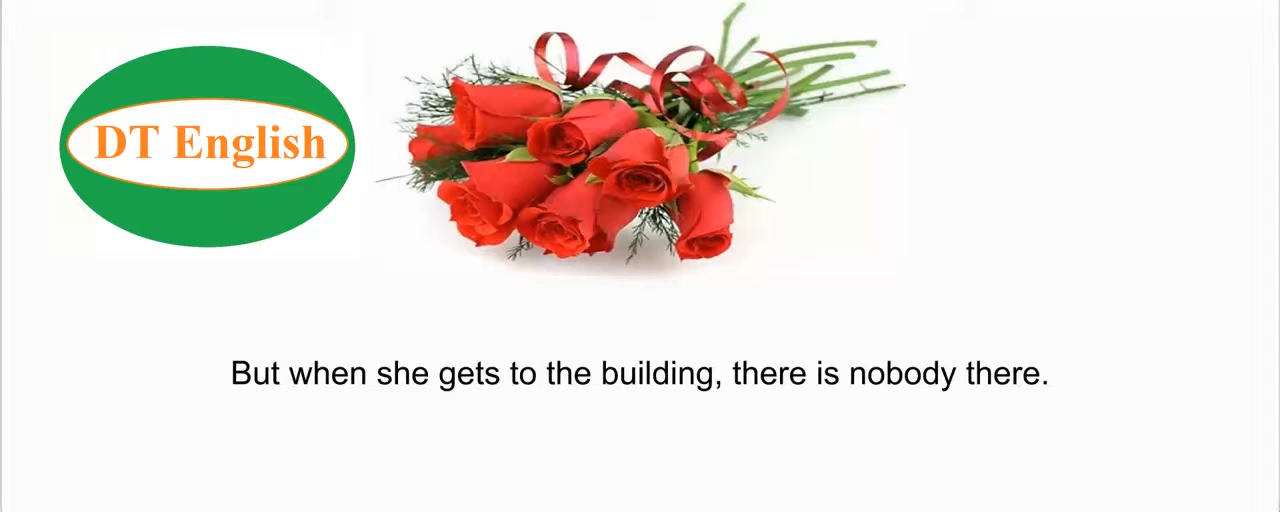 DT English
But when she gets to the building, there is nobody there.